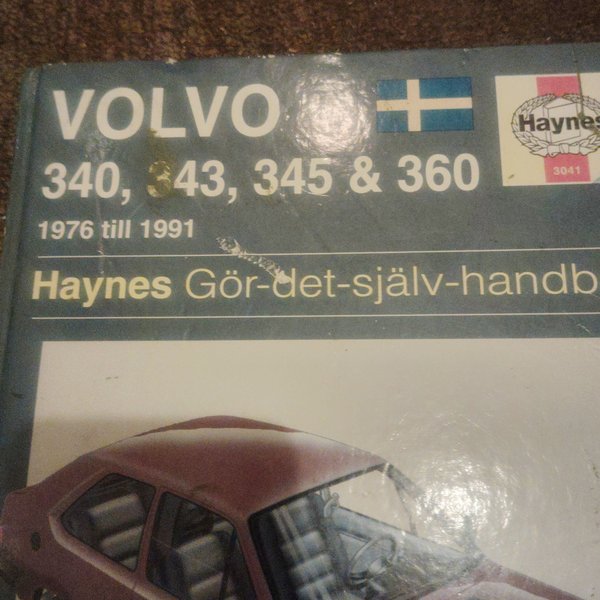 VOLVO
Haynes
3041
340, 343, 345 & 360
1976 till 1991
Haynes Gör-det-själv-handb